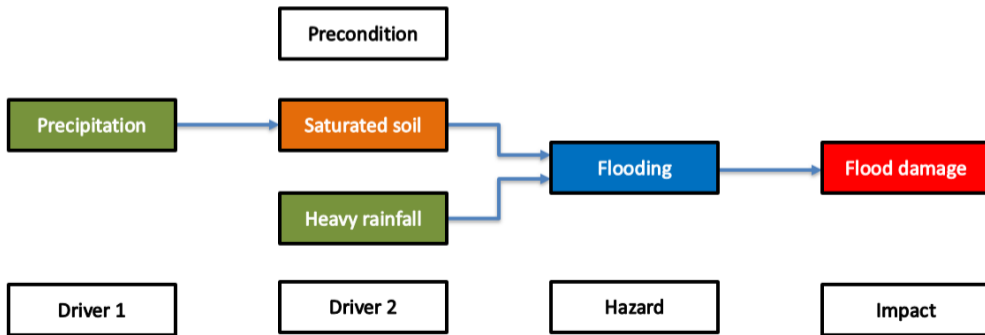 Precondition
Precipitation
Saturated soil
Flooding
Flood damage
Heavy rainfall
Driver 1
Driver 2
Hazard
Impact